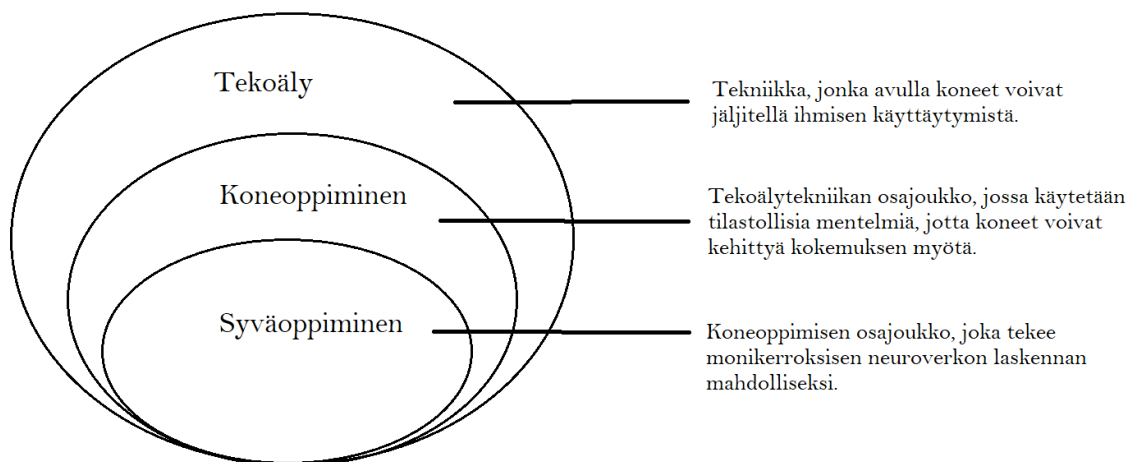 Tekoäly
Tekniikka, jonka avulla koneet voivat
jäljitellä ihmisen käyttäytymistä.
Koneoppiminen
Tekoälytekniikan osajoukko, jossa käytetään
tilastollisia mentelmiä, jotta koneet voivat
kehittyä kokemuksen myötä.
Syväoppiminen
Koneoppimisen osajoukko, joka tekee
monikerroksisen neuroverkon laskennan
mahdolliseksi.